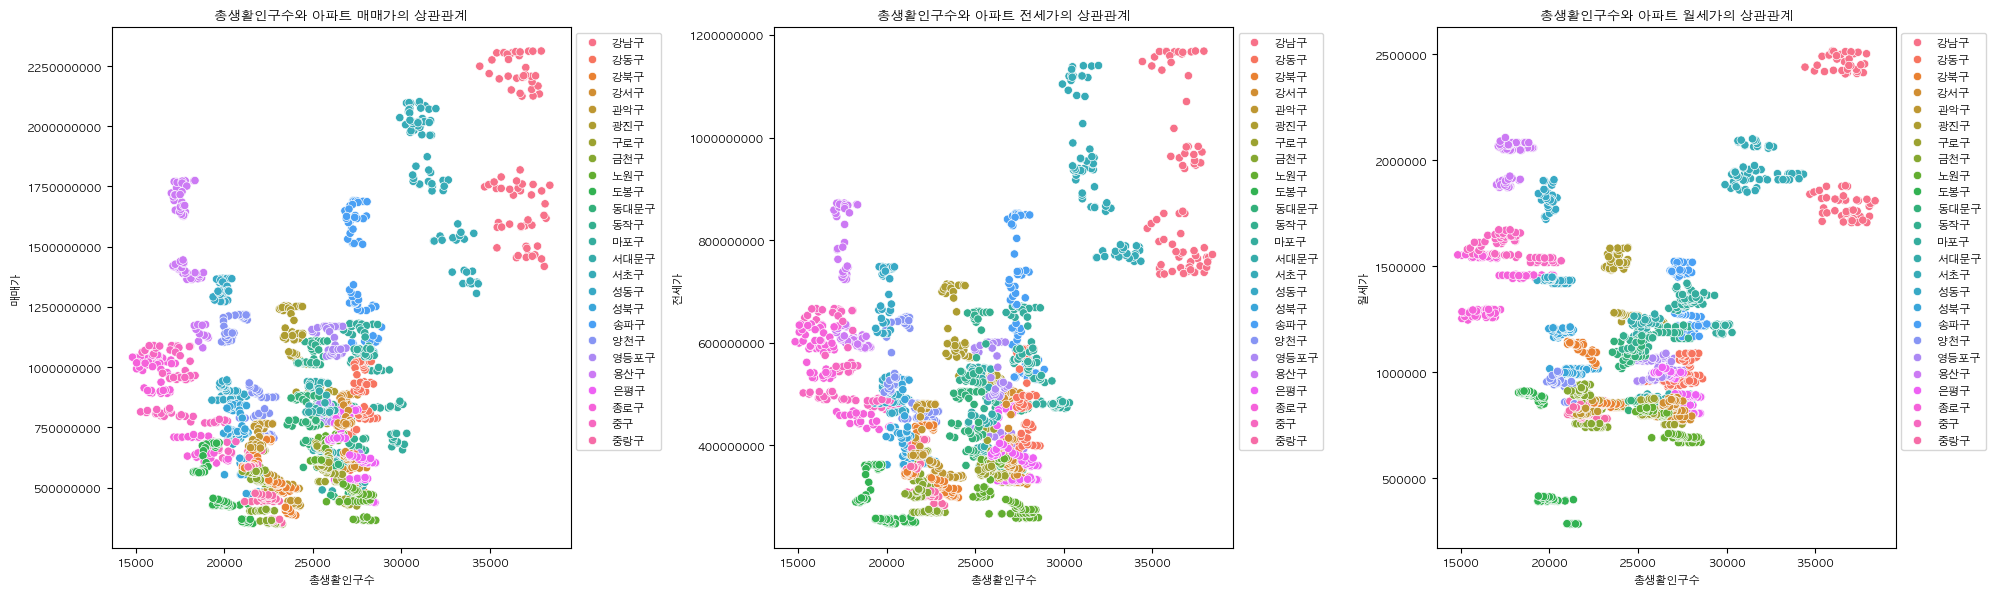 총생활인구수와 아파트 매매가의 상관관계
매매가
2250000000
2000000000
1750000000
1500000000
1250000000
1000000000
750000000
500000000
15000 20000 25000 30000 35000
총생활인구수
강남구
강동구
강북구
강서구
관악구
광진구
구로구
금천구
노원구
도봉구
동대문구
동작구
마포구
서대문구
서초구
성동구
성북구
송파구
양천구
영등포구
용산구
은평구
종로구
중구
중랑구
총생활인구수와 아파트 전세가의 상관관계
전세가
1200000000
1000000000
800000000
600000000
400000000
15000 20000 25000 30000 35000
총생활인구수
강남구
강동구
강북구
강서구
관악구
광진구
구로구
금천구
노원구
도봉구
동대문구
동작구
마포구
서대문구
서초구
성동구
성북구
송파구
양천구
영등포구
용산구
은평구
종로구
중구
중랑구
총생활인구수와 아파트 월세가의 상관관계
월세가
2500000
2000000
1500000
1000000
500000
15000 20000 25000 30000 35000
총생활인구수
강남구
강동구
강북구
강서구
관악구
광진구
구로구
금천구
노원구
도봉구
동대문구
동작구
마포구
서대문구
서초구
성동구
성북구
송파구
양천구
영등포구
용산구
은평구
종로구
중구
중랑구